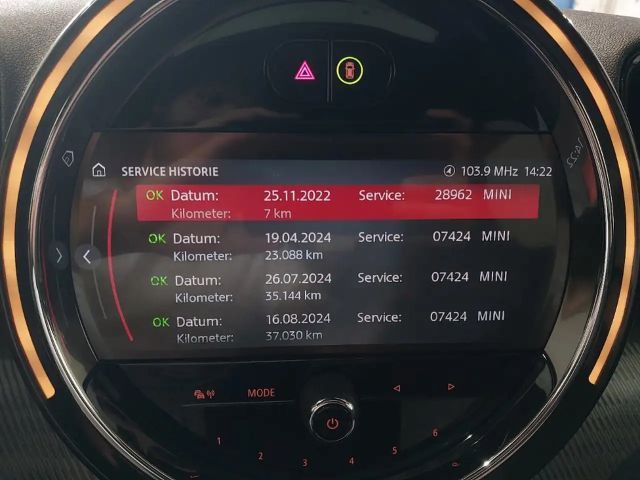 SERVICE HISTORIE 103.9 MHz 14:22
OK Datum: 25.11.2022 Service: 28962 MINI
Kilometer: 7 km
OK Datum: 19.04.2024 Service: 07424 MINI
Kilometer: 23.088 km
OK Datum: 26.07.2024 Service: 07424 MINI
Kilometer: 35.144 km
OK Datum: 16.08.2024 Service: 07424 MINI
Kilometer: 37.030 km
MODE
1 2 3 4 5 6